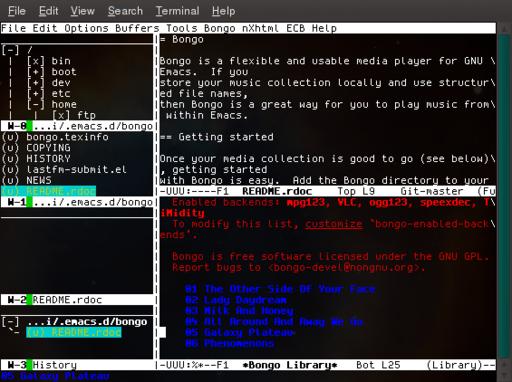 File Edit View Search Terminal Help
File Edit Options Buffers Tools Bongo nXhtml ECB Help
[-] /
| [x] bin
| [+] boot
| [+] dev
| [+] etc
| [-] home
| | [x] ftp
W-0 ...i/.emacs.d/bongo
(u) bongo.texinfo
(u) COPYING
(u) HISTORY
(u) lastfm-submit.el
(u) NEWS
(u) README.rdoc
W-1 ...i/.emacs.d/bongo
W-2 README.rdoc
[-] ...i/.emacs.d/bongo
`- (u) README.rdoc
W-3 History
= Bongo
Bongo is a flexible and usable media player for GNU \
Emacs.  If you
store your music collection locally and use structur\
ed file names,
then Bongo is a great way for you to play music from\
 within Emacs.
== Getting started
Once your media collection is good to go (see below)\
, getting started
with Bongo is easy.  Add the Bongo directory to your
-UUU:----F1  README.rdoc   Top L9    Git-master  (Fu
Enabled backends: mpg123, VLC, ogg123, speexdec, T\
iMidity
To modify this list, customize `bongo-enabled-back\
ends'.
Bongo is free software licensed under the GNU GPL.
Report bugs to <bongo-devel@nongnu.org>.
01 The Other Side Of Your Face
02 Lady Daydream
03 Milk And Honey
04 All Around And Away We Go
05 Galaxy Plateau
06 Phenomenons
-UUU:%*--F1  *Bongo Library*   Bot L25    (Library)--
05 Galaxy Plateau